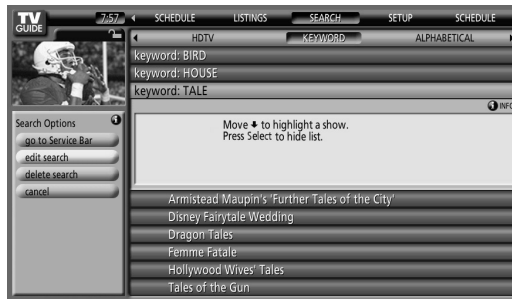 TV GUIDE
7:57
SCHEDULE LISTINGS SEARCH SETUP SCHEDULE
HDTV KEYWORD ALPHABETICAL
keyword: BIRD
keyword: HOUSE
keyword: TALE
INFO
Search Options
go to Service Bar
edit search
delete search
cancel
Move ↓ to highlight a show.
Press Select to hide list.
Armistead Maupin's 'Further Tales of the City'
Disney Fairytale Wedding
Dragon Tales
Femme Fatale
Hollywood Wives' Tales
Tales of the Gun